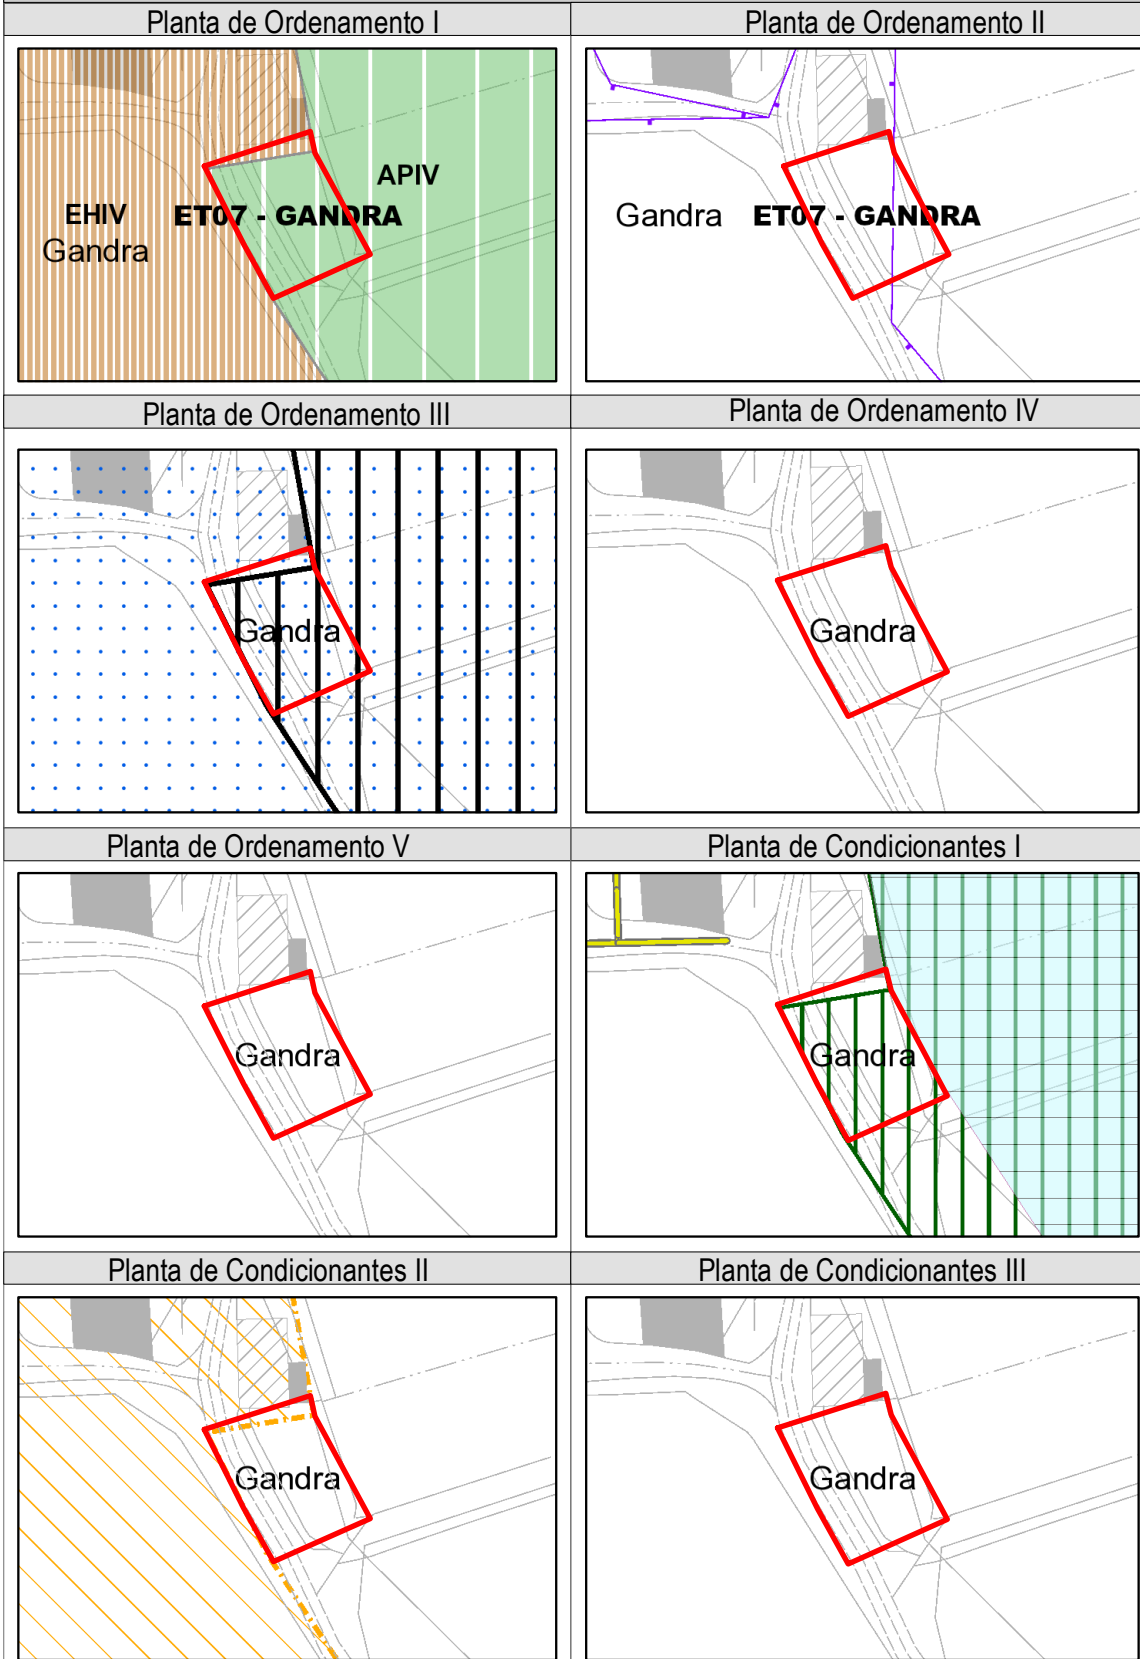 Planta de Ordenamento I
Planta de Ordenamento II
APIV
EHIV
ET07 - GANDRA
Gandra
Gandra
ET07 - GANDRA
Planta de Ordenamento III
Planta de Ordenamento IV
Gandra
Gandra
Planta de Ordenamento V
Planta de Condicionantes I
Gandra
Gandra
Planta de Condicionantes II
Planta de Condicionantes III
Gandra
Gandra